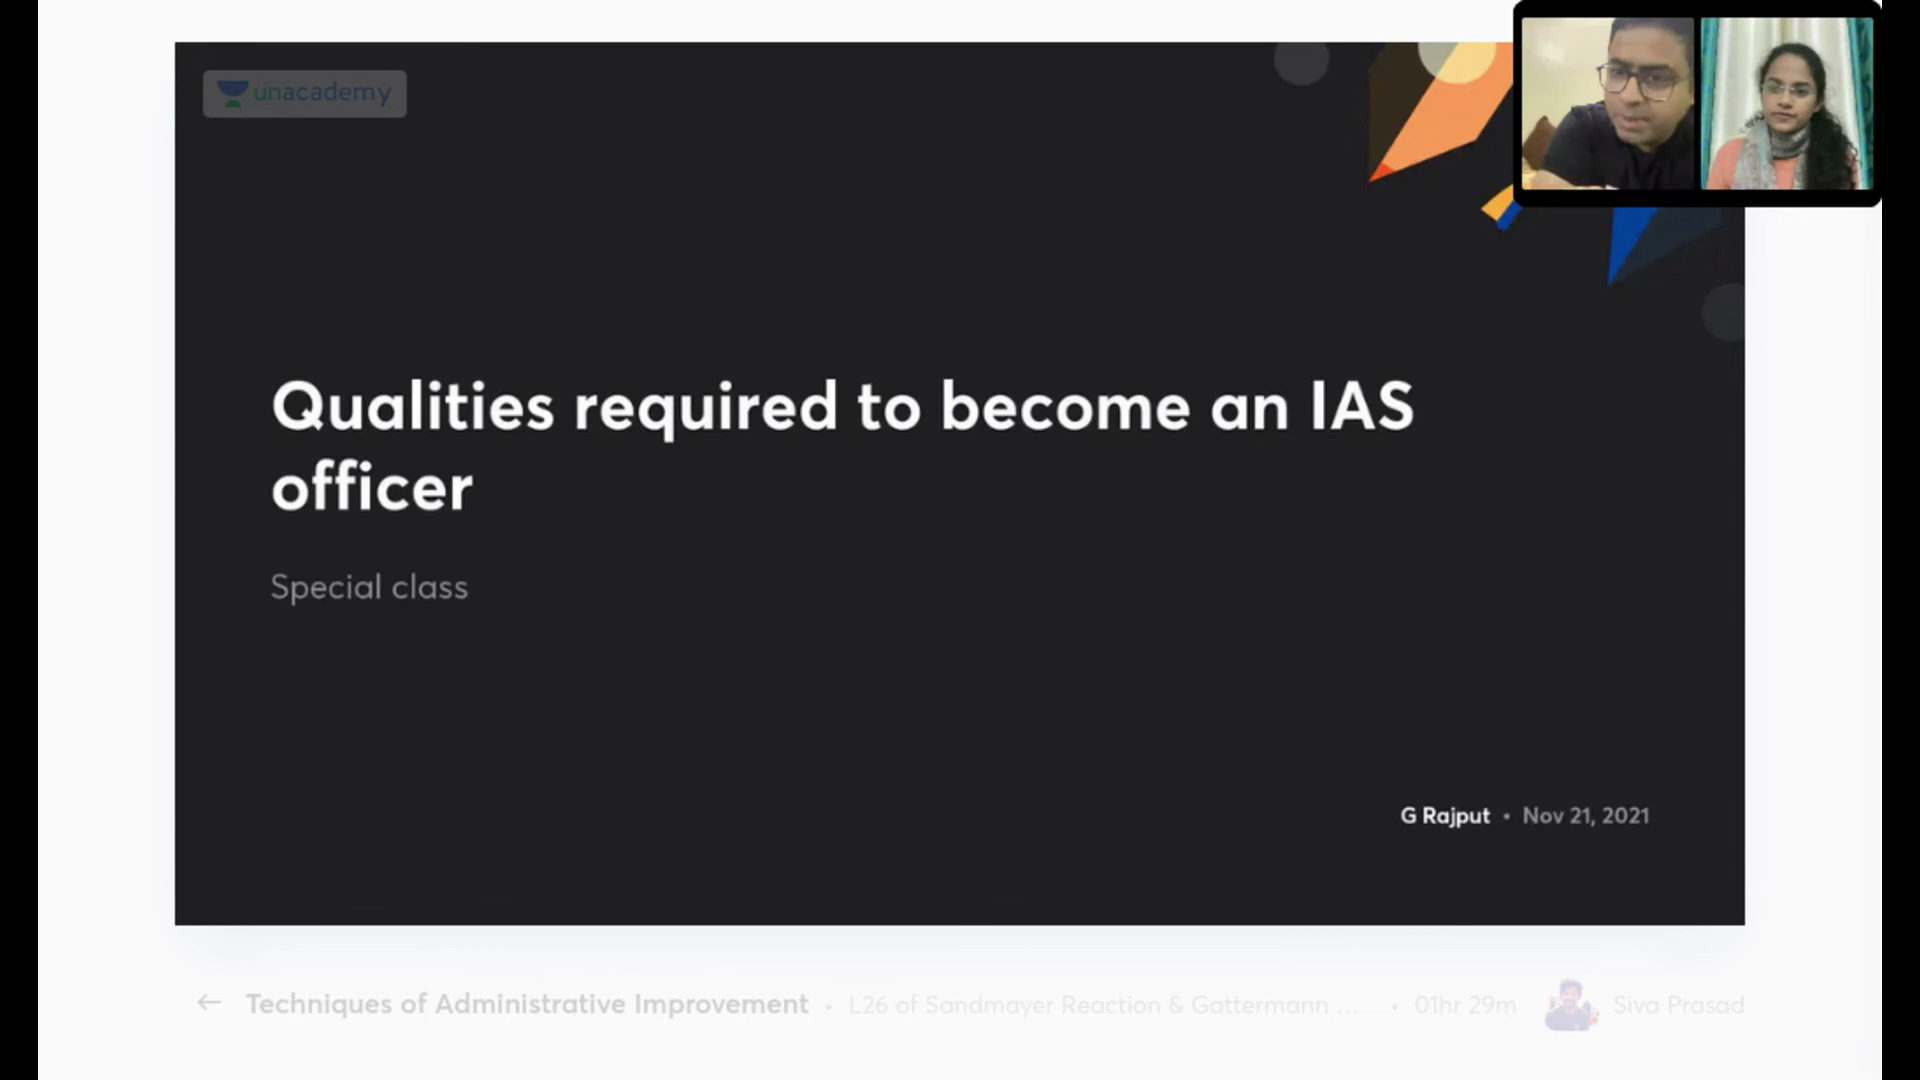 unacademy
Qualities required to become an IAS
officer
Special class
G Rajput • Nov 21, 2021
← Techniques of Administrative Improvement • L26 of Sandmayer Reaction & Gattermann ... • 01hr 29m Siva Prasad